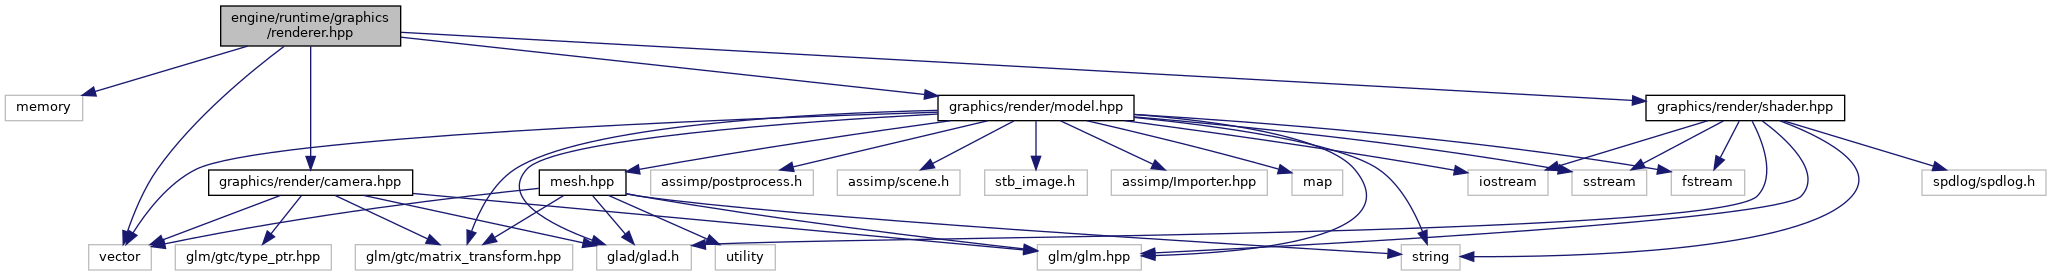 engine/runtime/graphics
/renderer.hpp
memory
graphics/render/model.hpp
graphics/render/shader.hpp
graphics/render/camera.hpp
mesh.hpp
assimp/postprocess.h
assimp/scene.h
stb_image.h
assimp/Importer.hpp
map
iostream
sstream
fstream
spdlog/spdlog.h
vector
glm/gtc/type_ptr.hpp
glm/gtc/matrix_transform.hpp
glad/glad.h
utility
glm/glm.hpp
string